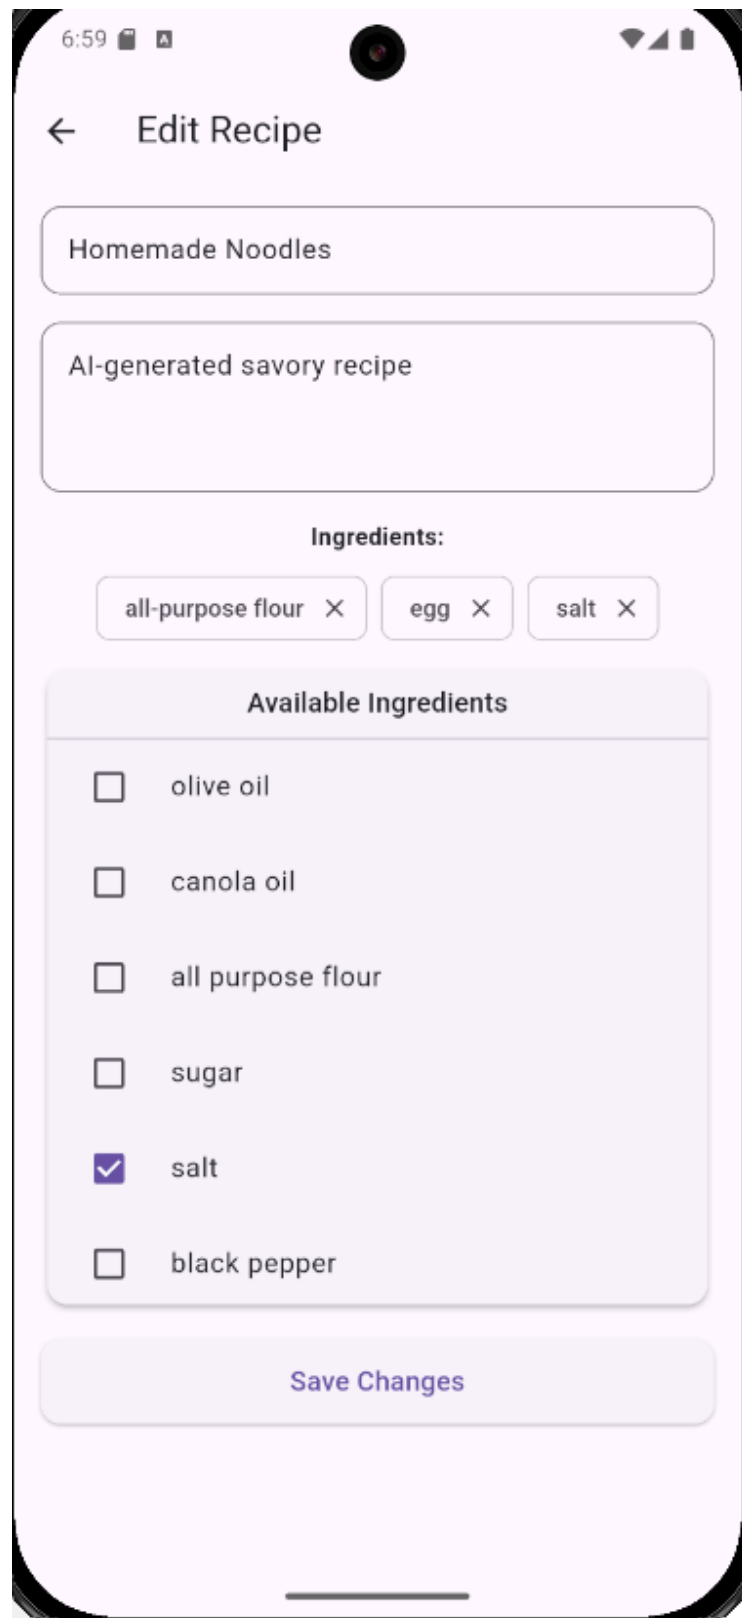 6:59
Edit Recipe
Homemade Noodles
AI-generated savory recipe
Ingredients:
all-purpose flour egg salt
Available Ingredients
olive oil
canola oil
all purpose flour
sugar
salt
black pepper
Save Changes